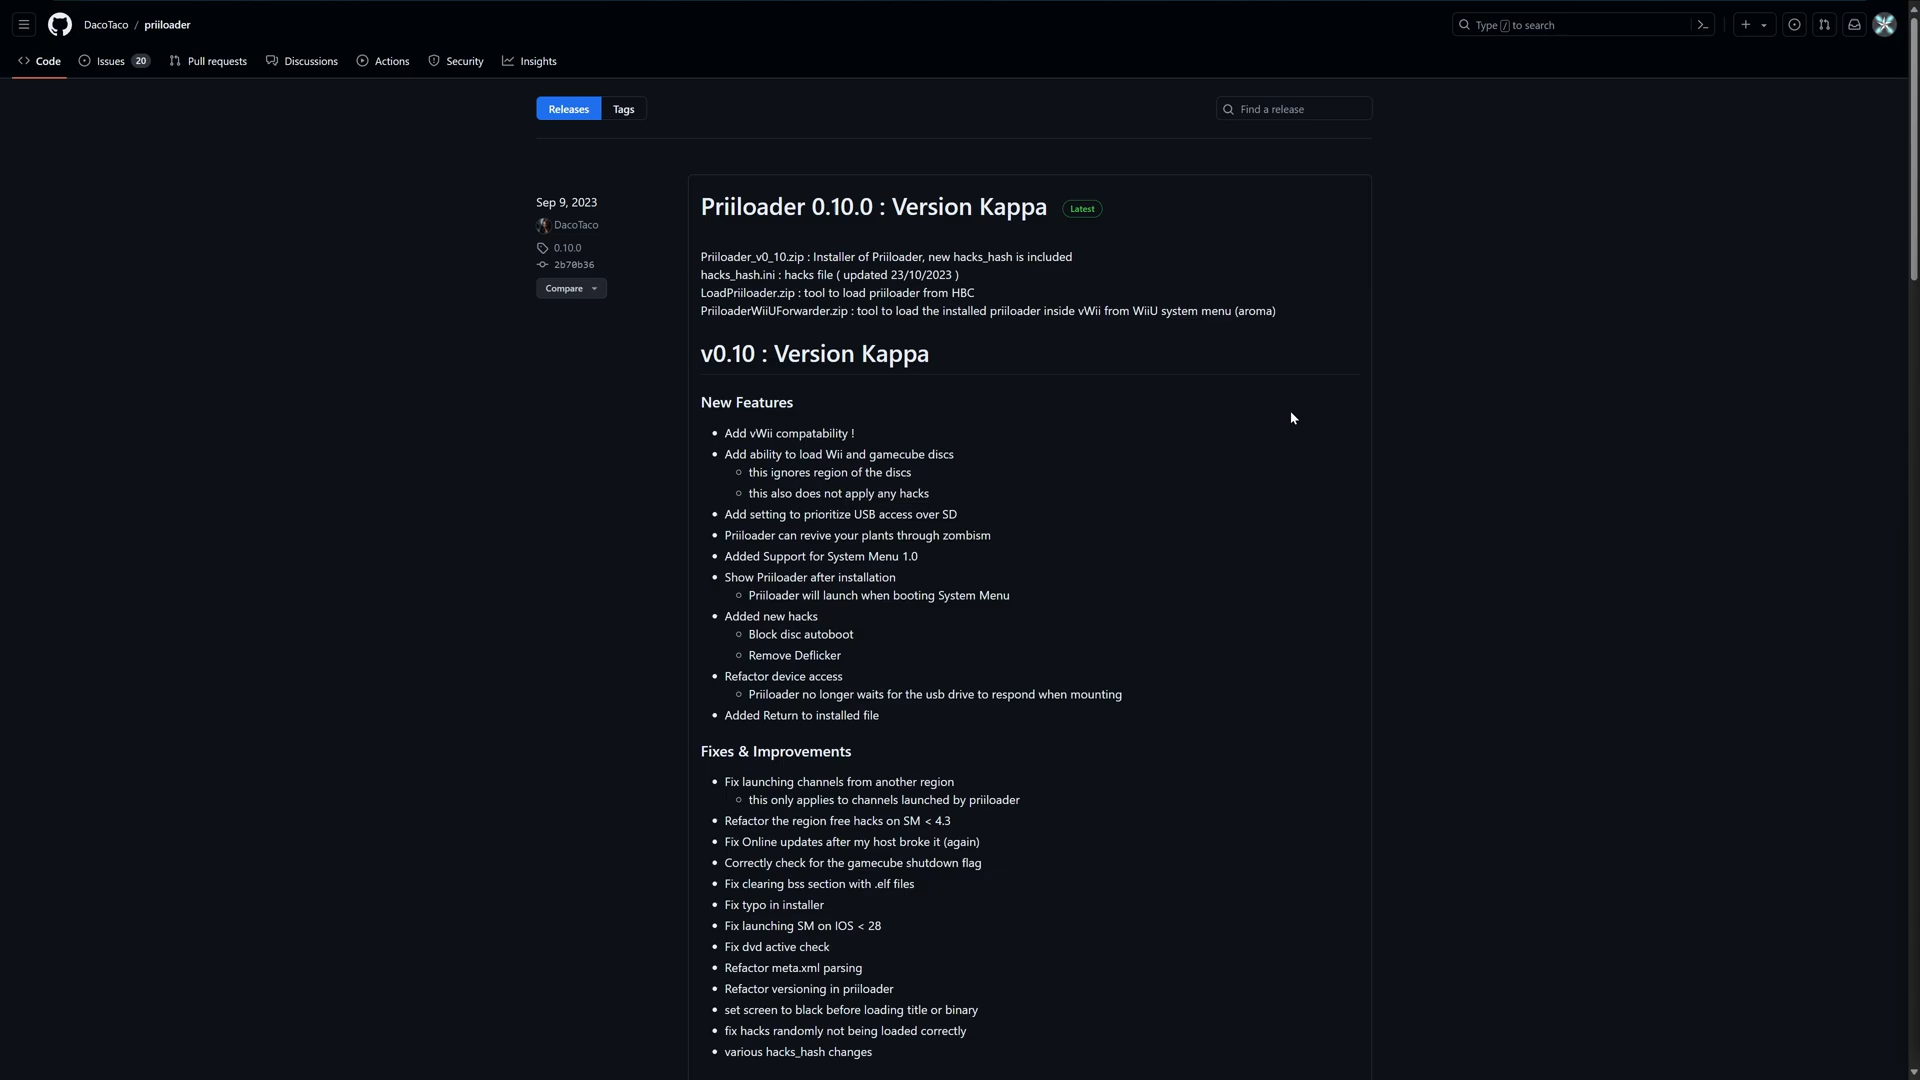 DacoTaco / priiloader
Type / to search
Code
Issues 20
Pull requests
Discussions
Actions
Security
Insights
Releases
Tags
Find a release
Sep 9, 2023
DacoTaco
0.10.0
2b70b36
Compare
Priiloader 0.10.0 : Version Kappa Latest
Priiloader_v0_10.zip : Installer of Priiloader, new hacks_hash is included
hacks_hash.ini : hacks file ( updated 23/10/2023 )
LoadPriiloader.zip : tool to load priiloader from HBC
PriiloaderWiiUForwarder.zip : tool to load the installed priiloader inside vWii from WiiU system menu (aroma)
v0.10 : Version Kappa
New Features
Add vWii compatability !
Add ability to load Wii and gamecube discs
this ignores region of the discs
this also does not apply any hacks
Add setting to prioritize USB access over SD
Priiloader can revive your plants through zombism
Added Support for System Menu 1.0
Show Priiloader after installation
Priiloader will launch when booting System Menu
Added new hacks
Block disc autoboot
Remove Deflicker
Refactor device access
Priiloader no longer waits for the usb drive to respond when mounting
Added Return to installed file
Fixes & Improvements
Fix launching channels from another region
this only applies to channels launched by priiloader
Refactor the region free hacks on SM < 4.3
Fix Online updates after my host broke it (again)
Correctly check for the gamecube shutdown flag
Fix clearing bss section with .elf files
Fix typo in installer
Fix launching SM on IOS < 28
Fix dvd active check
Refactor meta.xml parsing
Refactor versioning in priiloader
set screen to black before loading title or binary
fix hacks randomly not being loaded correctly
various hacks_hash changes